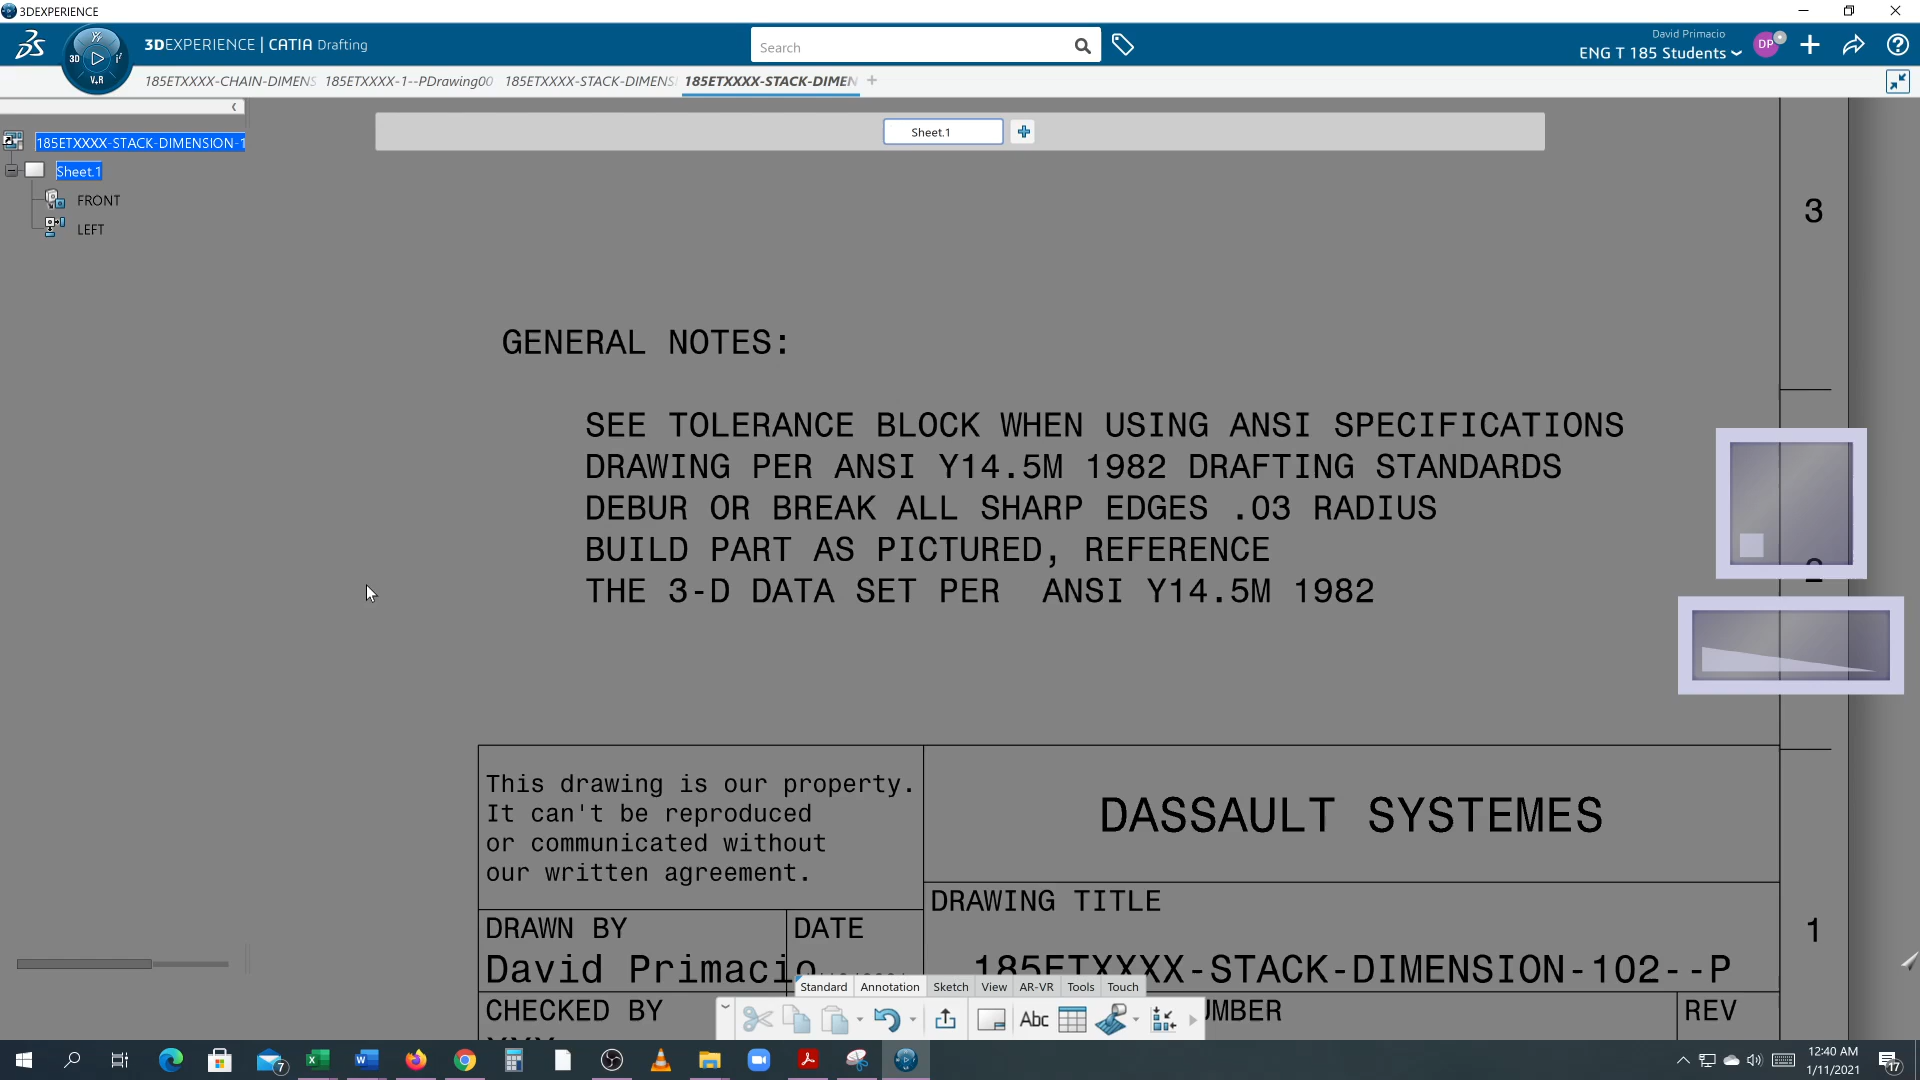 3DEXPERIENCE
3DEXPERIENCE | CATIA Drafting
3D
V.R
Search
David Primacio
ENG T 185 Students
DP
185ETXXXX-CHAIN-DIMENS
185ETXXXX-1--PDrawing00
185ETXXXX-STACK-DIMENS
185ETXXXX-STACK-DIMEN
Sheet.1
185ETXXXX-STACK-DIMENSION-1
Sheet.1
FRONT
LEFT
3
GENERAL NOTES:
SEE TOLERANCE BLOCK WHEN USING ANSI SPECIFICATIONS
DRAWING PER ANSI Y14.5M 1982 DRAFTING STANDARDS
DEBUR OR BREAK ALL SHARP EDGES .03 RADIUS
BUILD PART AS PICTURED, REFERENCE
THE 3-D DATA SET PER ANSI Y14.5M 1982
2
This drawing is our property.
It can't be reproduced
or communicated without
our written agreement.
DASSAULT SYSTEMES
DRAWING TITLE
185ETXXXX-STACK-DIMENSION-102--P
DRAWN BY
DATE
David Primacio
1
CHECKED BY
UMBER
REV
Standard
Annotation
Sketch
View
AR-VR
Tools
Touch
Abc
7
12:40 AM
1/11/2021
17